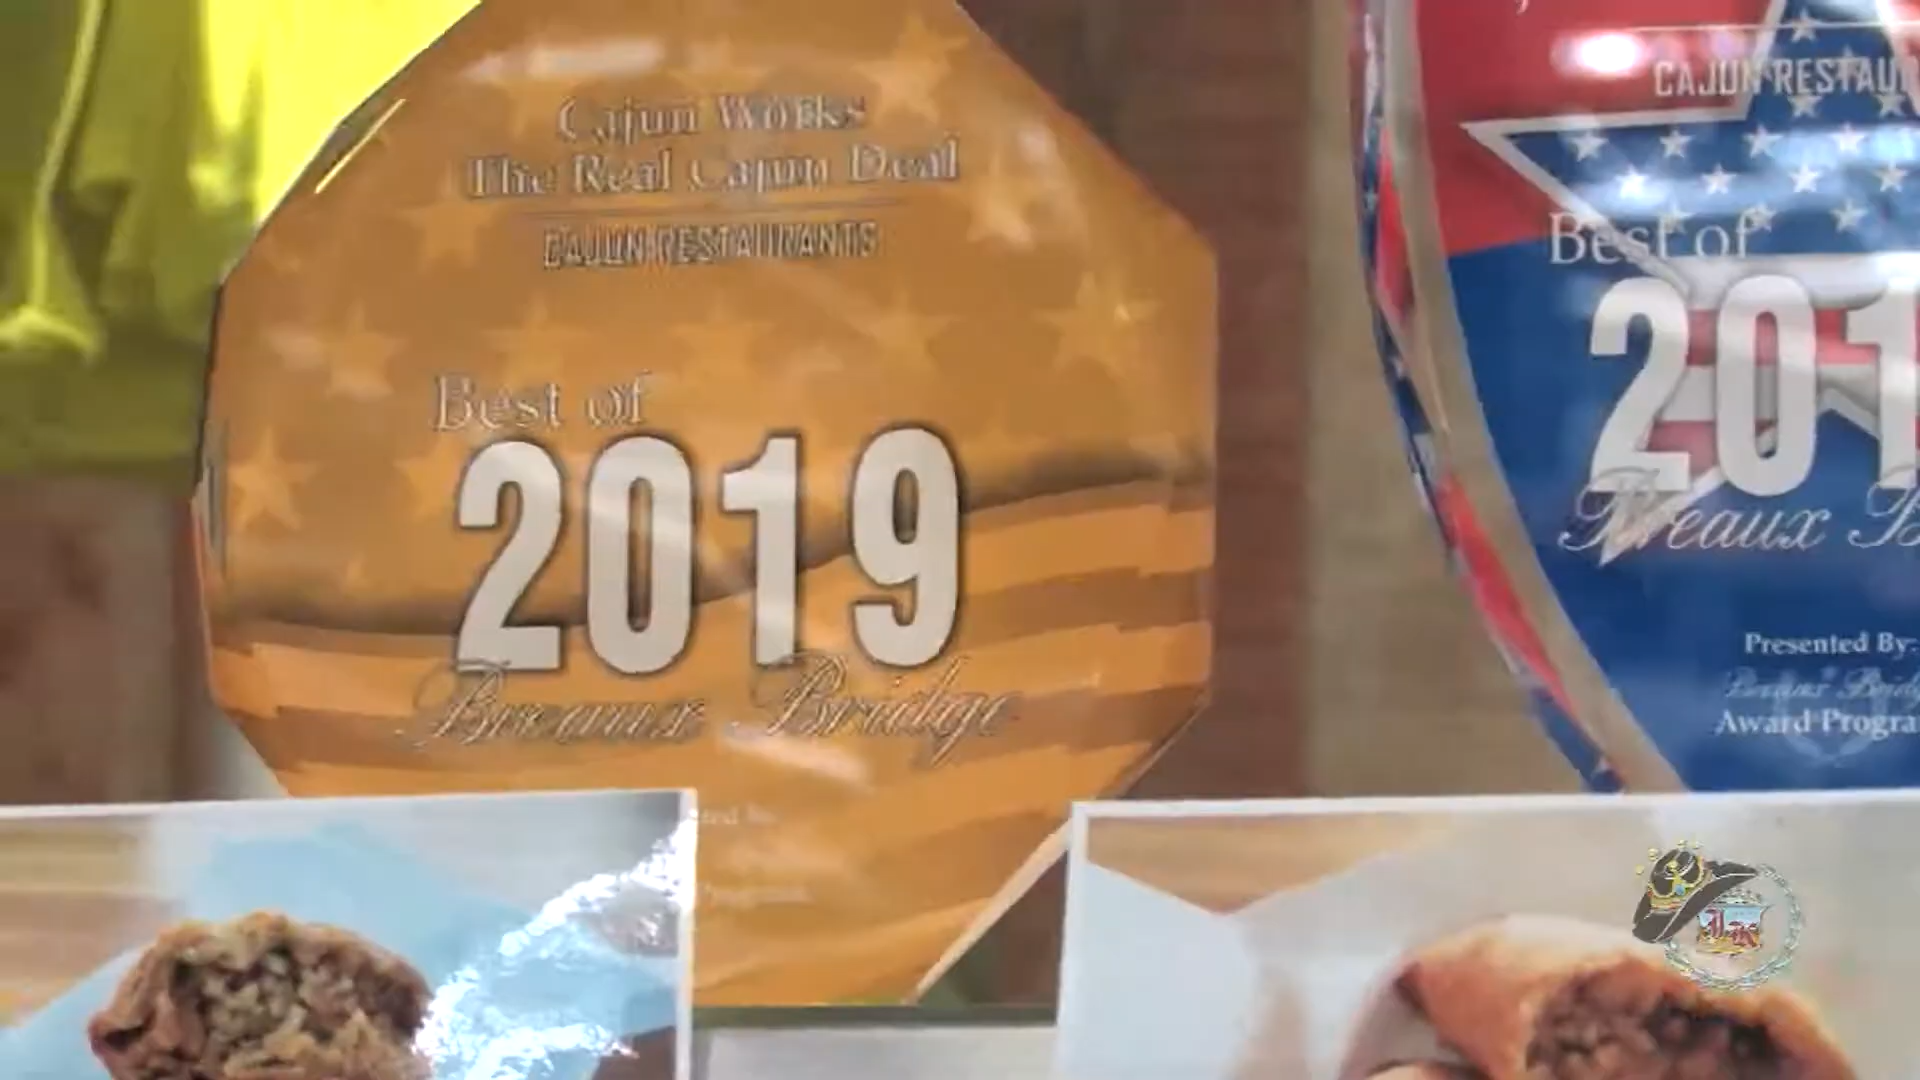 Cajun Works
The Real Cajun Deal
CAJUN RESTAURANTS
Best of
2019
Breaux Bridge
CAJUN RESTAU
Best of
201
Breaux B
Presented By:
Award Progra